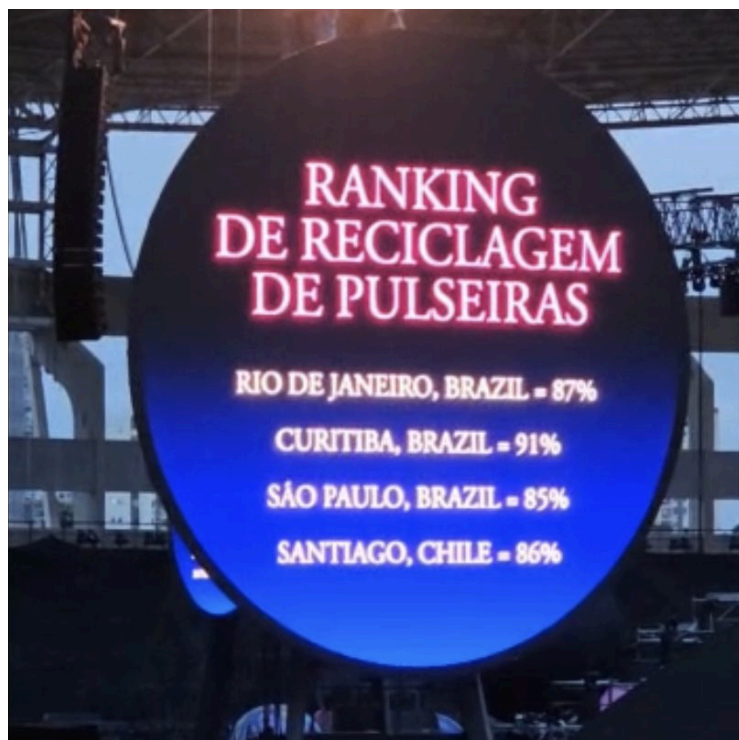 RANKING
DE RECICLAGEM
DE PULSEIRAS
RIO DE JANEIRO, BRAZIL = 87%
CURITIBA, BRAZIL = 91%
SÃO PAULO, BRAZIL = 85%
SANTIAGO, CHILE = 86%